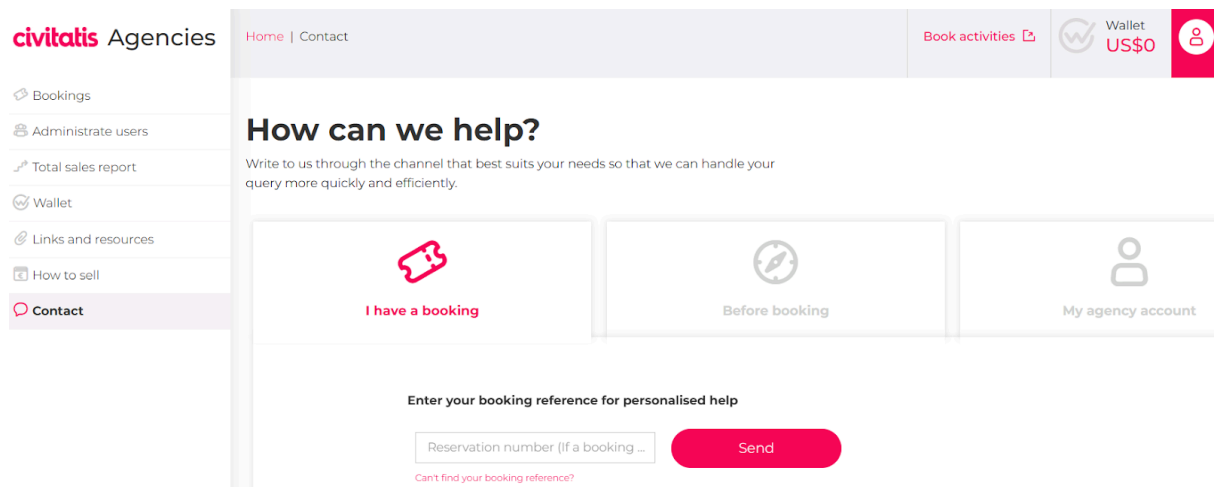 civitatis Agencies
Home | Contact
Book activities
Wallet
US$0
Bookings
Administrate users
Total sales report
Wallet
Links and resources
How to sell
Contact
How can we help?
Write to us through the channel that best suits your needs so that we can handle your
query more quickly and efficiently.
I have a booking
Before booking
My agency account
Enter your booking reference for personalised help
Reservation number (If a booking ...
Send
Can't find your booking reference?